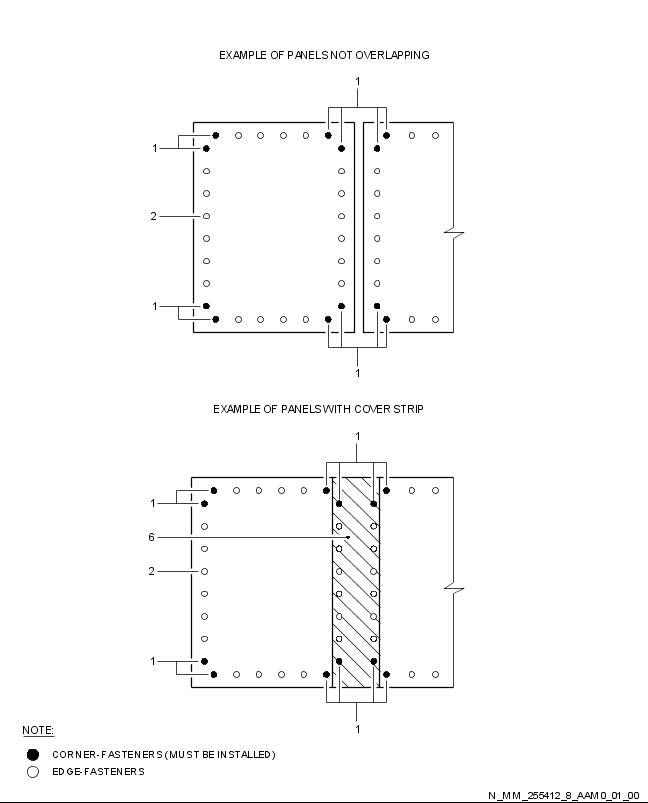 EXAMPLE OF PANELS NOT OVERLAPPING
1
1
2
1
1
EXAMPLE OF PANELS WITH COVER STRIP
1
1
6
2
1
1
NOTE:
CORNER-FASTENERS (MUST BE INSTALLED)
EDGE-FASTENERS
N_MM_255412_8_AAM0_01_00